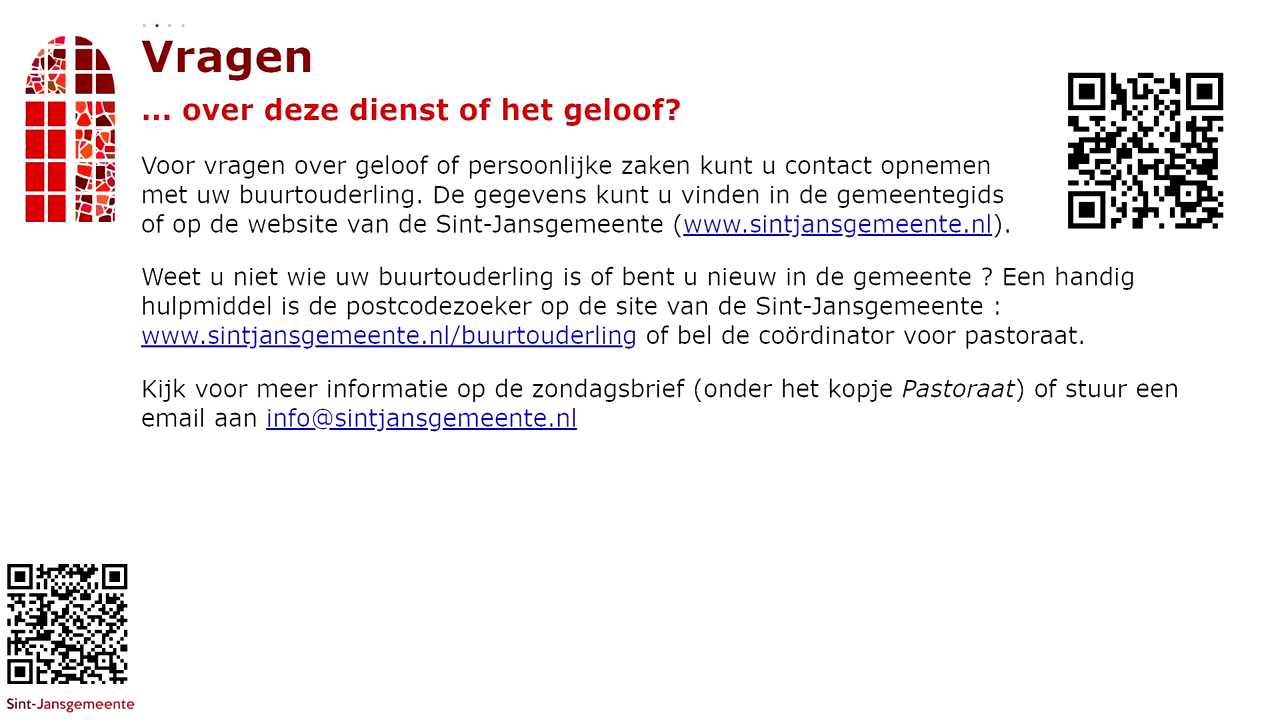 Vragen
... over deze dienst of het geloof?
Voor vragen over geloof of persoonlijke zaken kunt u contact opnemen
met uw buurtouderling. De gegevens kunt u vinden in de gemeentegids
of op de website van de Sint-Jansgemeente (www.sintjansgemeente.nl).
Weet u niet wie uw buurtouderling is of bent u nieuw in de gemeente ? Een handig
hulpmiddel is de postcodezoeker op de site van de Sint-Jansgemeente :
www.sintjansgemeente.nl/buurtouderling of bel de coördinator voor pastoraat.
Kijk voor meer informatie op de zondagsbrief (onder het kopje Pastoraat) of stuur een
email aan info@sintjansgemeente.nl
Sint-Jansgemeente